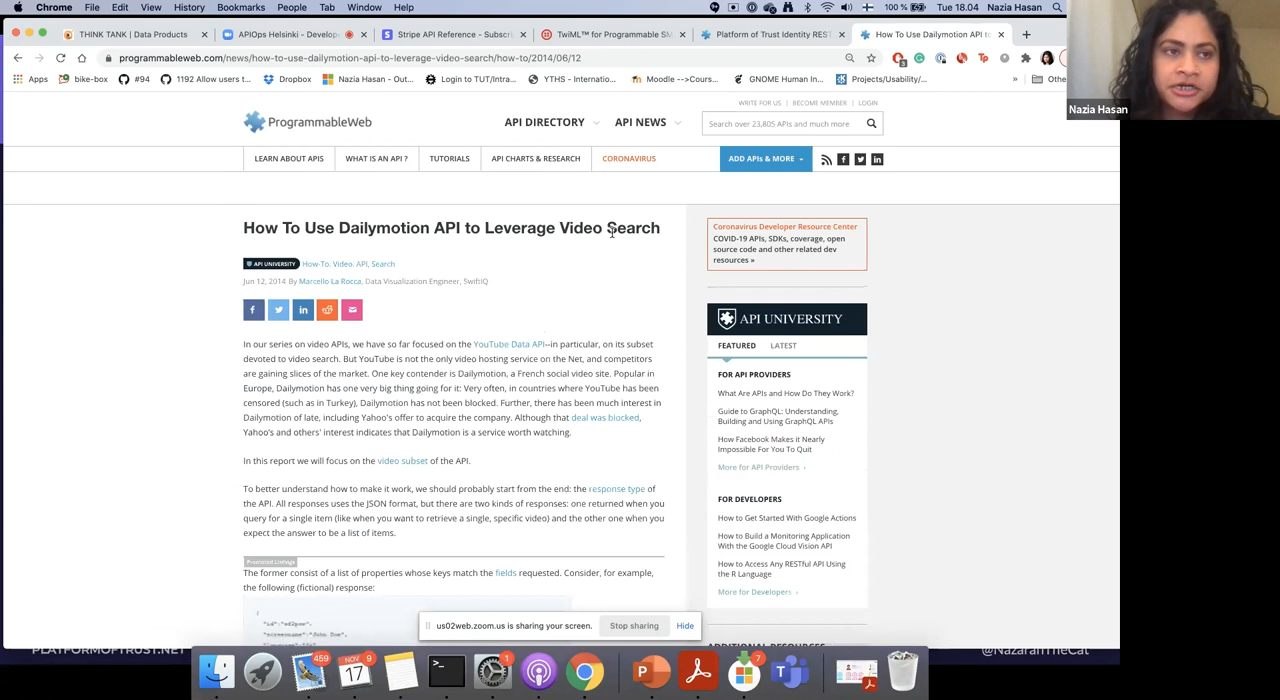 Chrome File Edit View History Bookmarks People Tab Window Help
100 % Tue 18.04 Nazia Hasan
THINK TANK | Data Products
APIOps Helsinki - Develop
Stripe API Reference - Subscri
TwiML™ for Programmable SM
Platform of Trust Identity REST
How To Use Dailymotion API to
programmableweb.com/news/how-to-use-dailymotion-api-to-leverage-video-search/how-to/2014/06/12
Apps bike-box #94 1192 Allow users t... Dropbox Nazia Hasan - Out... Login to TUT/Intra... YTHS - Internatio... Moodle -->Cours... GNOME Human In... Projects/Usability/... » Othe
Nazia Hasan
WRITE FOR US | BECOME MEMBER | LOGIN
ProgrammableWeb
API DIRECTORY
API NEWS
Search over 23,805 APIs and much more
LEARN ABOUT APIS
WHAT IS AN API ?
TUTORIALS
API CHARTS & RESEARCH
CORONAVIRUS
ADD APIs & MORE
How To Use Dailymotion API to Leverage Video Search
API UNIVERSITY How-To, Video, API, Search
Jun 12, 2014 By Marcello La Rocca, Data Visualization Engineer, SwiftIQ
In our series on video APIs, we have so far focused on the YouTube Data API--in particular, on its subset
devoted to video search. But YouTube is not the only video hosting service on the Net, and competitors
are gaining slices of the market. One key contender is Dailymotion, a French social video site. Popular in
Europe, Dailymotion has one very big thing going for it: Very often, in countries where YouTube has been
censored (such as in Turkey), Dailymotion has not been blocked. Further, there has been much interest in
Dailymotion of late, including Yahoo's offer to acquire the company. Although that deal was blocked,
Yahoo's and others' interest indicates that Dailymotion is a service worth watching.
In this report we will focus on the video subset of the API.
To better understand how to make it work, we should probably start from the end: the response type of
the API. All responses uses the JSON format, but there are two kinds of responses: one returned when you
query for a single item (like when you want to retrieve a single, specific video) and the other one when you
expect the answer to be a list of items.
Promoted Listings
The former consist of a list of properties whose keys match the fields requested. Consider, for example,
the following (fictional) response:
{
Coronavirus Developer Resource Center
COVID-19 APIs, SDKs, coverage, open
source code and other related dev
resources »
API UNIVERSITY
FEATURED LATEST
FOR API PROVIDERS
What Are APIs and How Do They Work?
Guide to GraphQL: Understanding,
Building and Using GraphQL APIs
How Facebook Makes it Nearly
Impossible For You To Quit
More for API Providers ›
FOR DEVELOPERS
How to Get Started With Google Actions
How to Build a Monitoring Application
With the Google Cloud Vision API
How to Access Any RESTful API Using
the R Language
More for Developers ›
us02web.zoom.us is sharing your screen.
Stop sharing
Hide
PLATFORMOFTRUST.NET
@NazaranTheCat
459
NOV
17
9
1
7